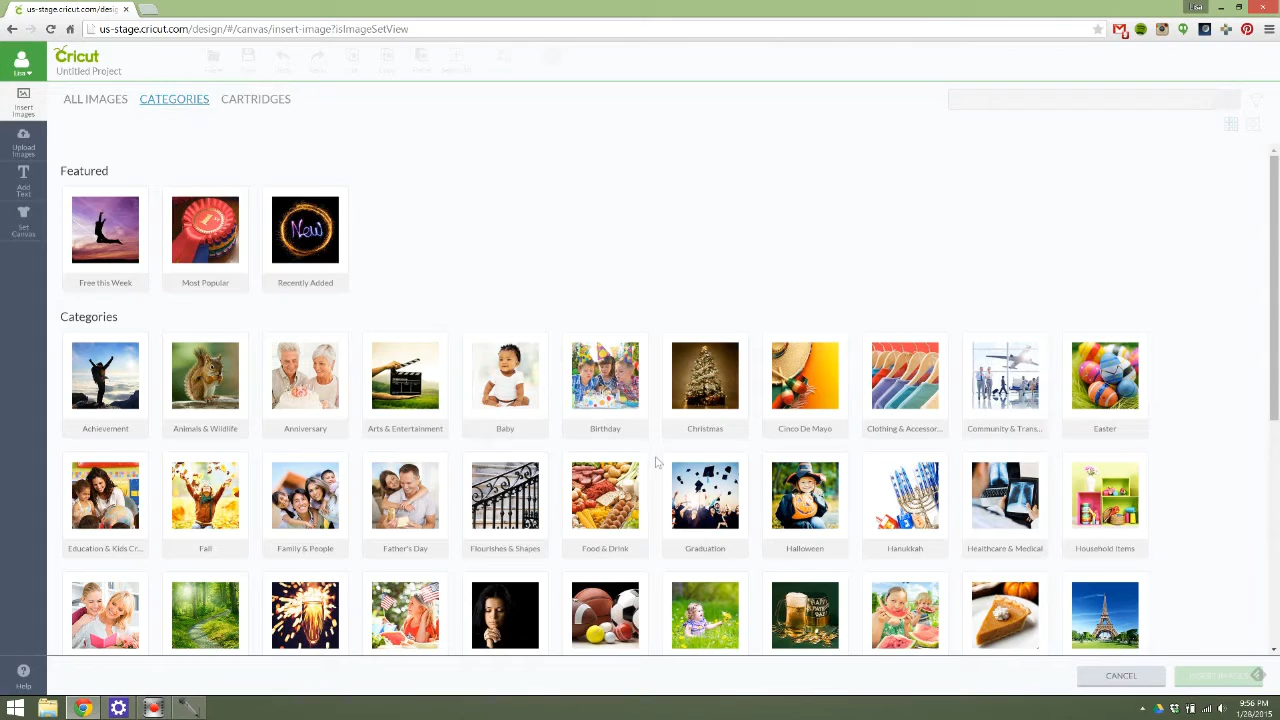 us-stage.cricut.com/des
us-stage.cricut.com/design/#/canvas/insert-image?isImageSetView
Cricut
Untitled Project
ALL IMAGES CATEGORIES CARTRIDGES
Insert
Images
Upload
Images
Add
Text
Set
Canvas
Featured
New
Free this Week Most Popular Recently Added
Categories
Achievement Animals & Wildlife Anniversary Arts & Entertainment Baby Birthday Christmas Cinco De Mayo Clothing & Accessor... Community & Trans... Easter
Education & Kids Cr... Fall Family & People Father's Day Flourishes & Shapes Food & Drink Graduation Halloween Hanukkah Healthcare & Medical Household Items
Help
CANCEL INSERT IMAGES
9:56 PM
1/28/2015